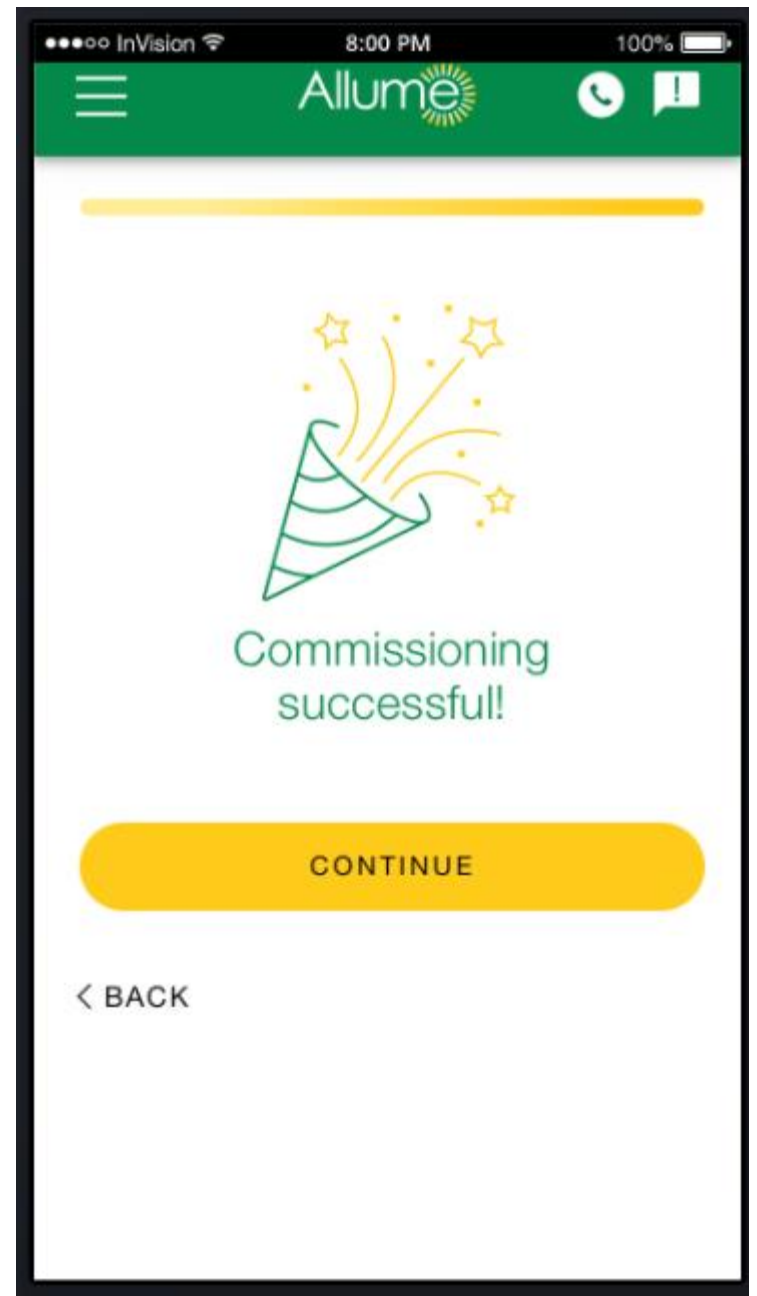 InVision 8:00 PM 100%
Allume
Commissioning
successful!
CONTINUE
< BACK